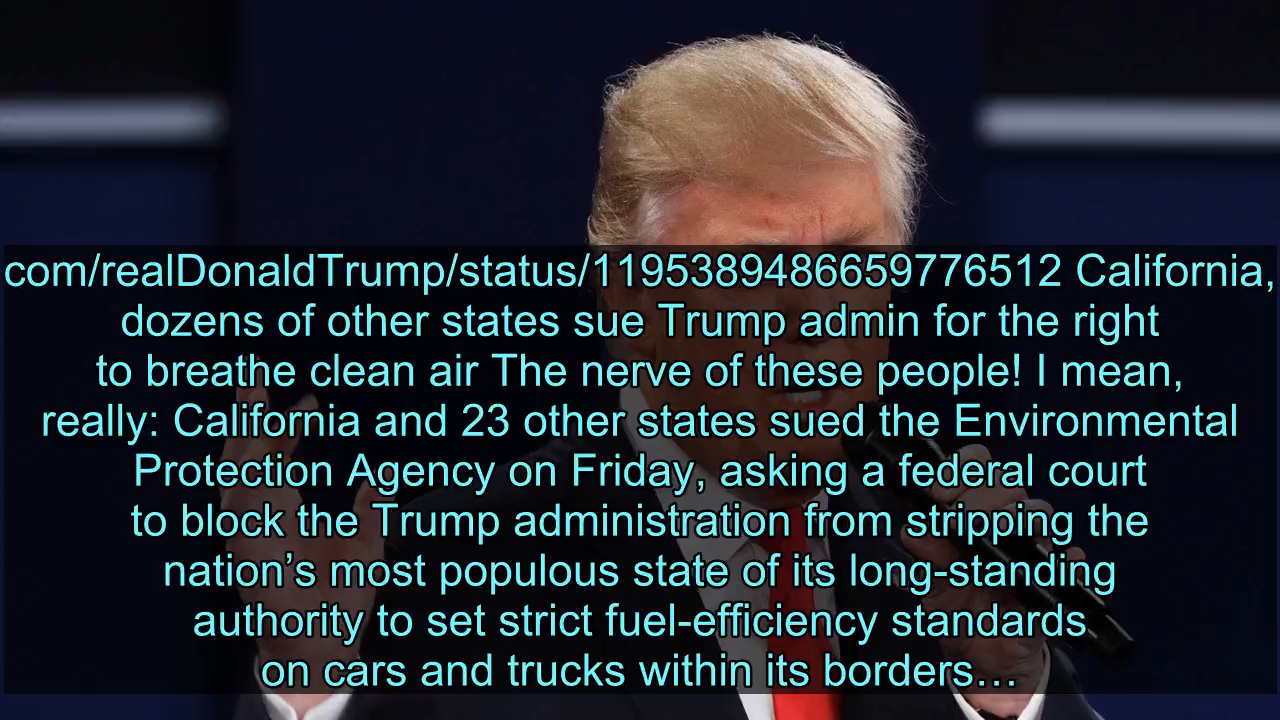 com/realDonaldTrump/status/1195389486659776512 California,
dozens of other states sue Trump admin for the right
to breathe clean air The nerve of these people! I mean,
really: California and 23 other states sued the Environmental
Protection Agency on Friday, asking a federal court
to block the Trump administration from stripping the
nation’s most populous state of its long-standing
authority to set strict fuel-efficiency standards
on cars and trucks within its borders…